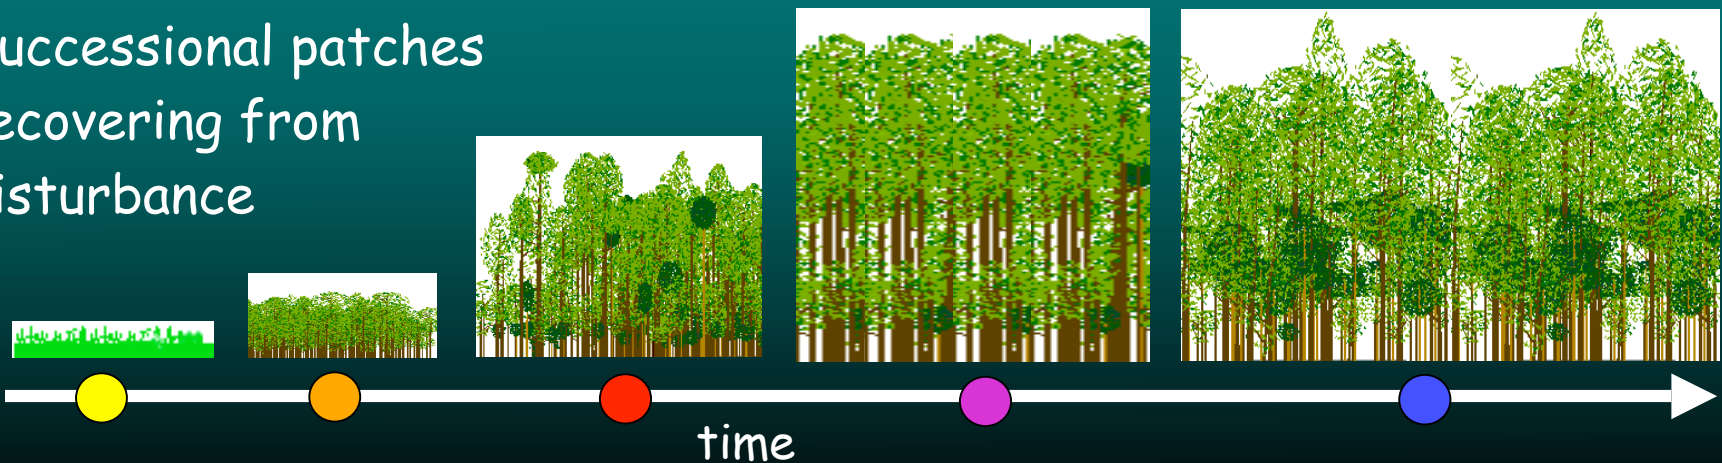 uccessional patches
ecovering from
isturbance
time